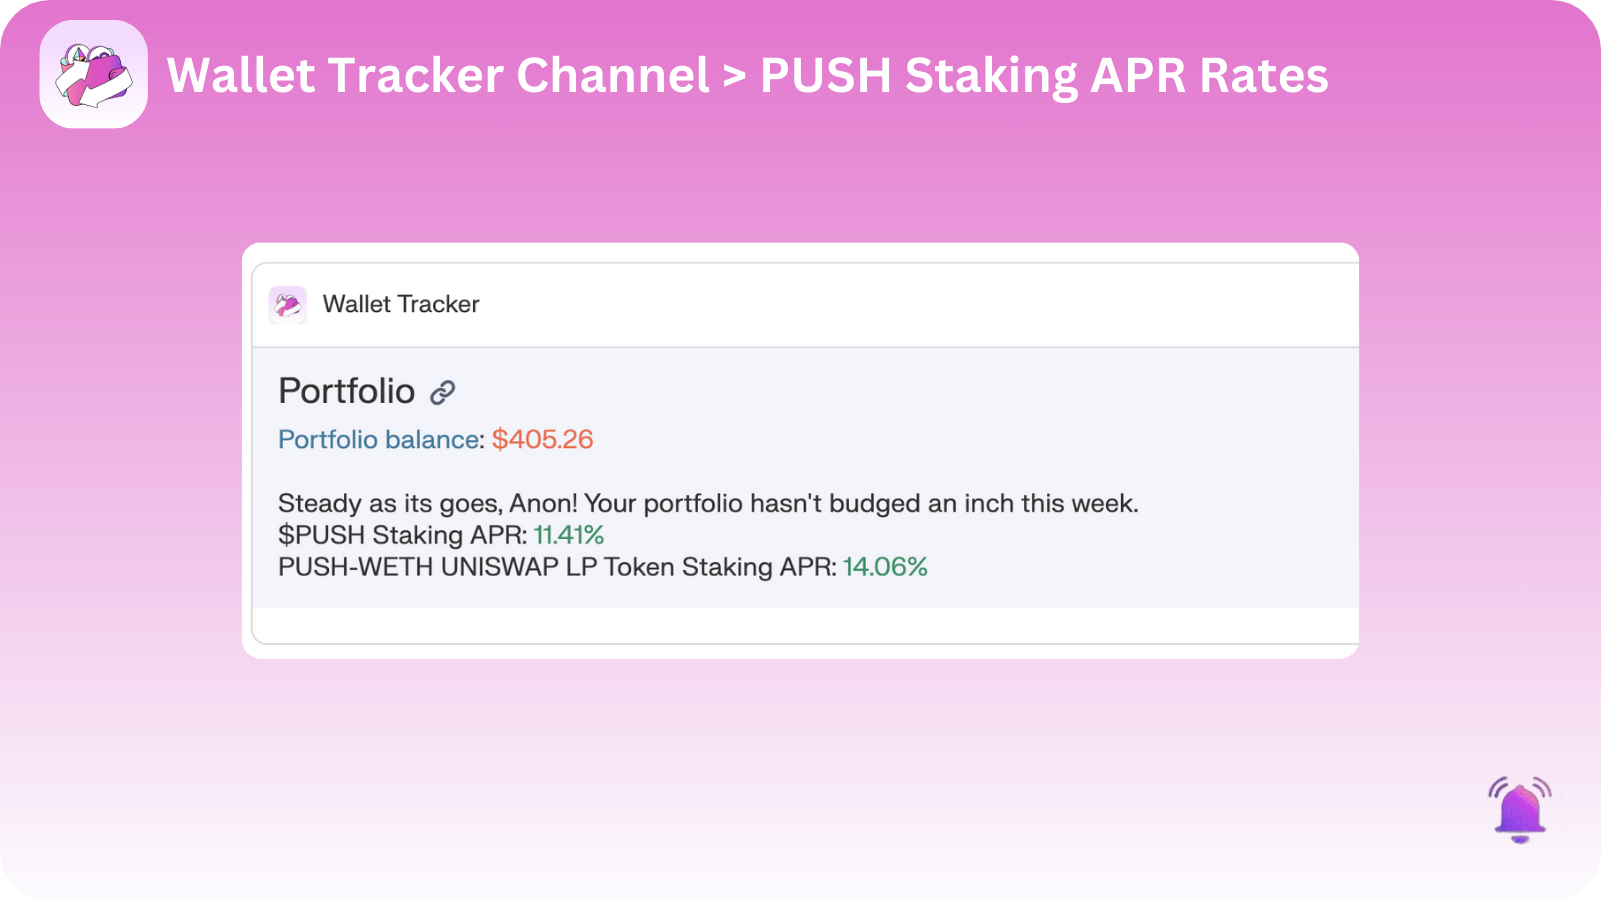 Wallet Tracker Channel > PUSH Staking APR Rates
Wallet Tracker
Portfolio
Portfolio balance: $405.26
Steady as its goes, Anon! Your portfolio hasn't budged an inch this week.
$PUSH Staking APR: 11.41%
PUSH-WETH UNISWAP LP Token Staking APR: 14.06%